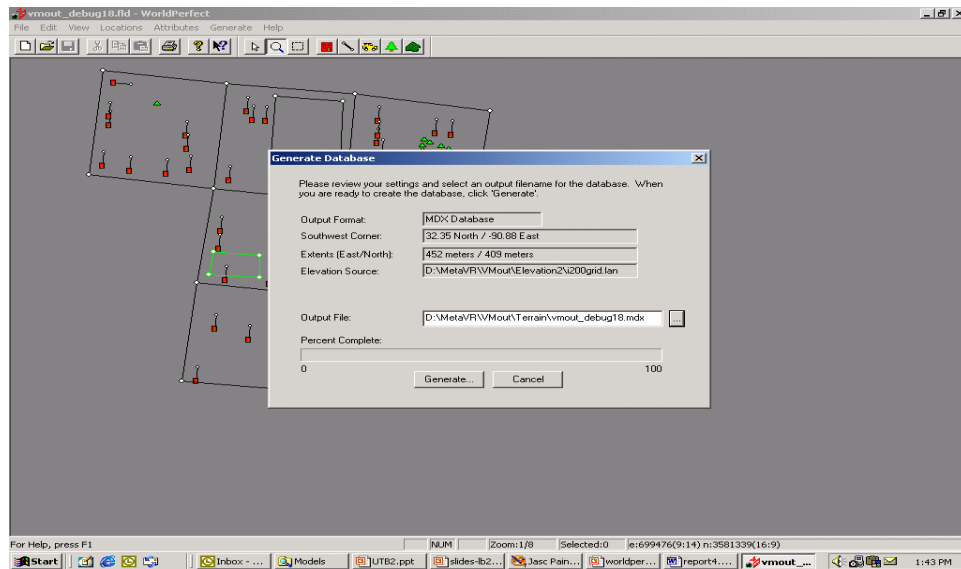 vmout_debug18.fld - WorldPerfect
File Edit View Locations Attributes Generate Help
Generate Database
Please review your settings and select an output filename for the database. When
you are ready to create the database, click 'Generate'.
Output Format: MDX Database
Southwest Corner: 32.35 North / -90.88 East
Extents (East/North): 452 meters / 409 meters
Elevation Source: D:\MetaVR\VMout\Elevation2\i200grid.lan
Output File: D:\MetaVR\VMout\Terrain\vmout_debug18.mdx ...
Percent Complete:
0 100
Generate... Cancel
For Help, press F1 NUM Zoom:1/8 Selected:0 e:699476(9:14) n:3581339(16:9)
Start Inbox - ... Models UTB2.ppt slides-lb2... Jasc Pain... worldper... report4.... vmout_... 1:43 PM